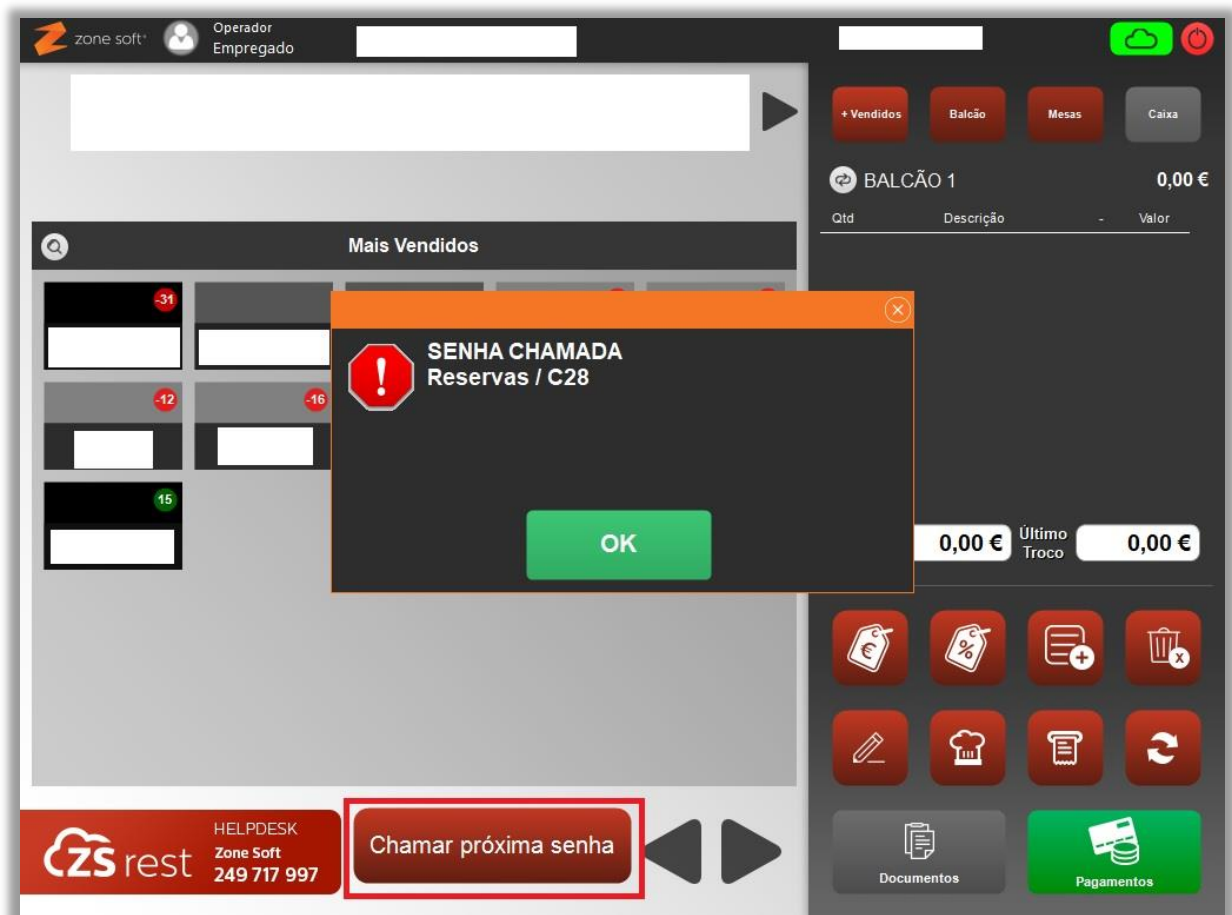 zone soft
Operador
Empregado
+ Vendidos
Balcão
Mesas
Caixa
BALCÃO 1
0,00 €
Qtd
Descrição
-
Valor
Mais Vendidos
-31
-12
-16
15
SENHA CHAMADA
Reservas / C28
OK
0,00 €
Último
Troco
0,00 €
ZS rest
HELPDESK
Zone Soft
249 717 997
Chamar próxima senha
Documentos
Pagamentos